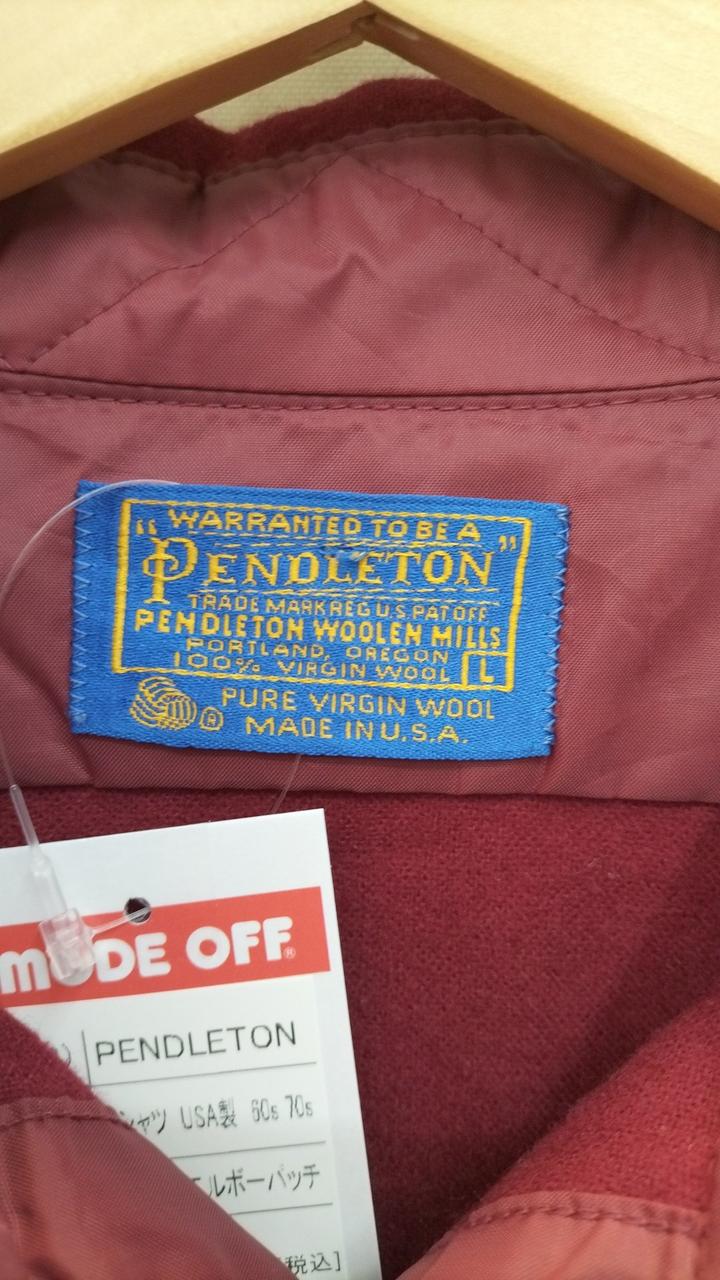 WARRANTED TO BE A
"PENDLETON"
TRADE MARK REG U.S. PAT OFF
PENDLETON WOOLEN MILLS
PORTLAND, OREGON
100% VIRGIN WOOL L
PURE VIRGIN WOOL
® MADE IN U.S.A.
MODE OFF®
PENDLETON
シャツ USA製 60s 70s
エルボーパッチ
税込]